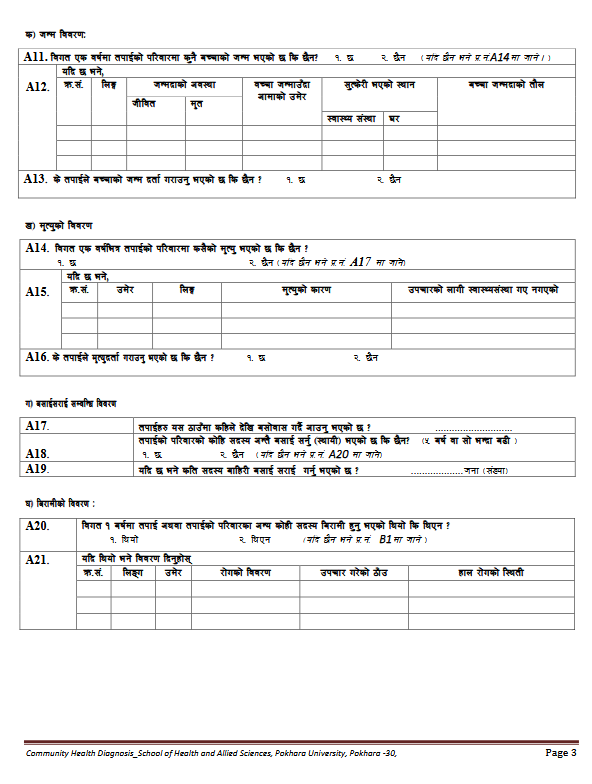 क) जन्म विवरण:
A11. विगत एक वर्षमा तपाईको परिवारमा कुनै बच्चाको जन्म भएको छ कि छैन? १. छ २. छैन (यदि छैन भने प्र.नं.A14 मा जाने।)
A12. यदि छ भने,
क्र.सं. लिङ्ग जन्मदाको अवस्था बच्चा जन्माउँदा आमाको उमेर सुत्केरी भएको स्थान बच्चा जन्मदाको तौल
जीवित मृत
स्वास्थ्य संस्था घर
A13. के तपाईले बच्चाको जन्म दर्ता गराउनु भएको छ कि छैन ? १. छ २. छैन
ख) मृत्युको विवरण
A14. विगत एक वर्षभित्र तपाईको परिवारमा कसैको मृत्यु भएको छ कि छैन ?
१. छ २. छैन (यदि छैन भने प्र.नं. A17 मा जाने)
A15. यदि छ भने,
क्र.सं. उमेर लिङ्ग मृत्युको कारण उपचारको लागी स्वास्थ्यसंस्था गए नगएको
A16. के तपाईले मृत्युदर्ता गराउनु भएको छ कि छैन ? १. छ २. छैन
ग) बसाईसराई सम्बन्धि विवरण
A17. तपाईहरु यस ठाउँमा कहिले देखि बसोवास गर्दै आउनु भएको छ ? ............................
तपाईको परिवारको कोहि सदस्य अन्तै बसाई सर्नु (स्थायी) भएको छ कि छैन? (५ बर्ष वा सो भन्दा बढी )
A18. १. छ २. छैन (यदि छैन भने प्र.नं. A20 मा जाने)
A19. यदि छ भने कति सदस्य बाहिरी बसाई सराई गर्नु भएको छ ? ...................जना (संख्या)
घ) बिरामीको विवरण :
A20. विगत १ बर्षमा तपाई अथवा तपाईको परिवारका अन्य कोही सदस्य बिरामी हुनु भएको थियो कि थिएन ?
१. थियो २. थिएन (यदि छैन भने प्र.नं. B1 मा जाने )
A21. यदि थियो भने विवरण दिनुहोस्
क्र.सं. लिङ्ग उमेर रोगको विवरण उपचार गरेको ठाँउ हाल रोगको स्थिती
Community Health Diagnosis_School of Health and Allied Sciences, Pokhara University, Pokhara -30, Page 3